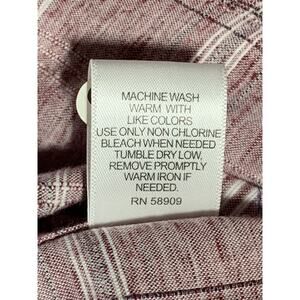 MACHINE WASH
WARM WITH
LIKE COLORS
USE ONLY NON CHLORINE
BLEACH WHEN NEEDED
TUMBLE DRY LOW,
REMOVE PROMPTLY
WARM IRON IF
NEEDED.
RN 58909